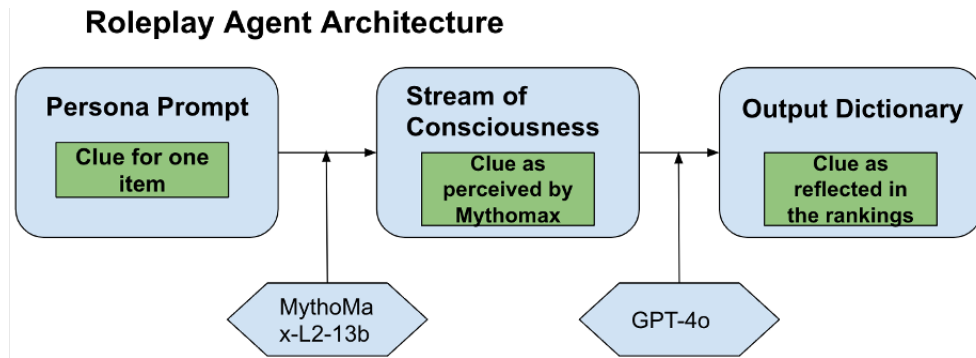 Roleplay Agent Architecture
Persona Prompt
Clue for one
item
Stream of
Consciousness
Clue as
perceived by
Mythomax
Output Dictionary
Clue as
reflected in
the rankings
MythoMa
x-L2-13b
GPT-4o